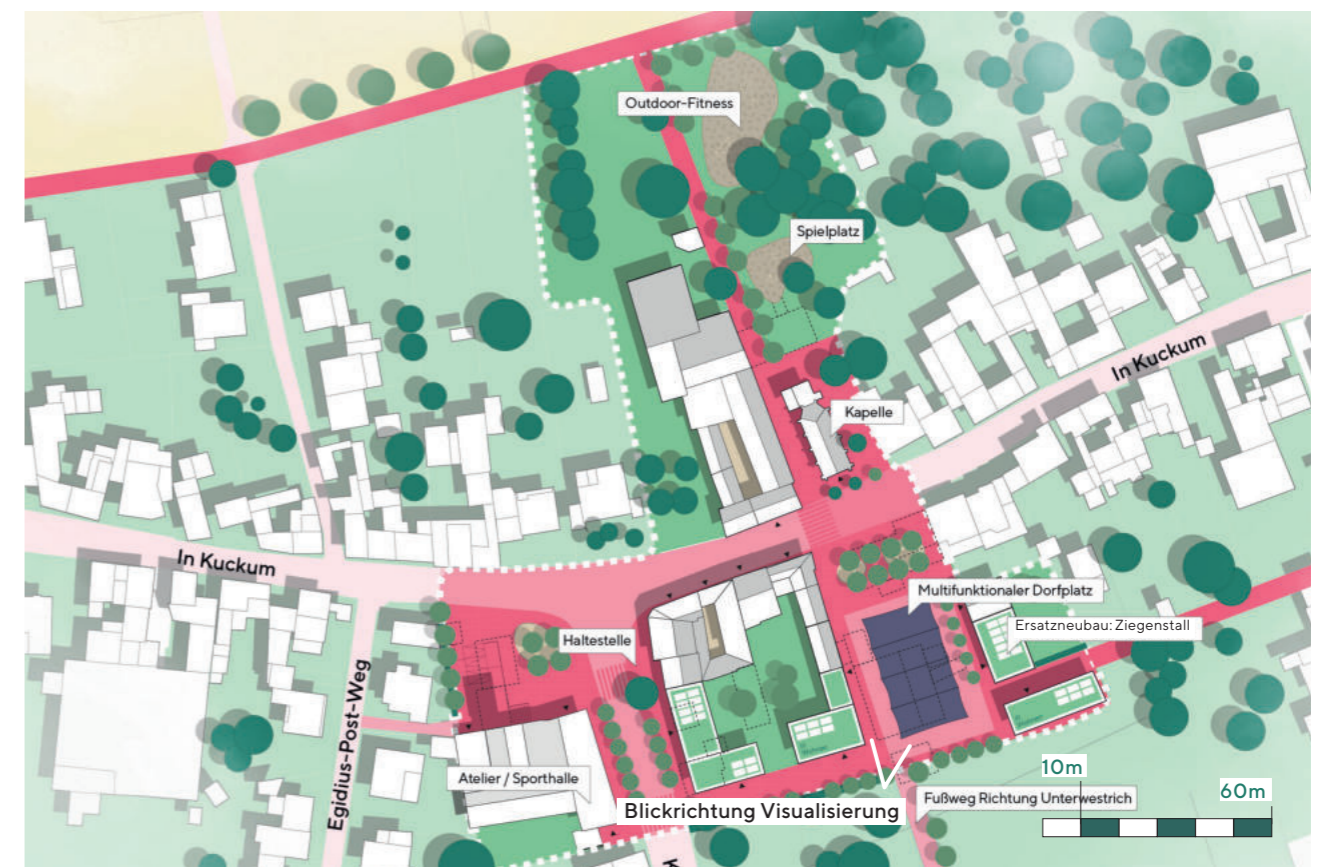 Outdoor-Fitness
Spielplatz
In Kuckum
Kapelle
In Kuckum
Multifunktionaler Dorfplatz
Ersatzneubau: Ziegenstall
Haltestelle
Egidius-Post-Weg
Atelier / Sporthalle
10m
60m
Blickrichtung Visualisierung
Fußweg Richtung Unterwestrich